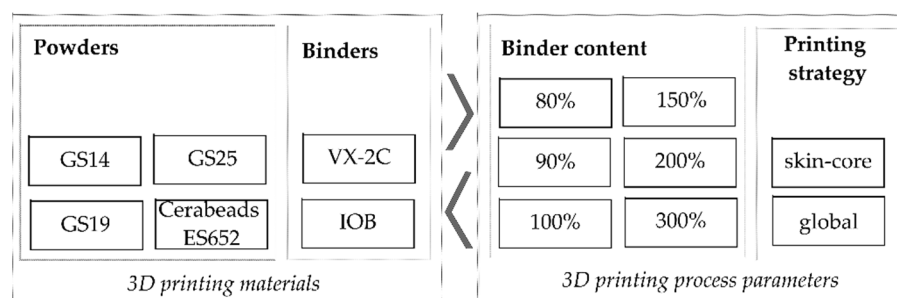 Powders
GS14
GS25
GS19
Cerabeads
ES652
Binders
VX-2C
IOB
3D printing materials
Binder content
80%
150%
90%
200%
100%
300%
Printing
strategy
skin-core
global
3D printing process parameters